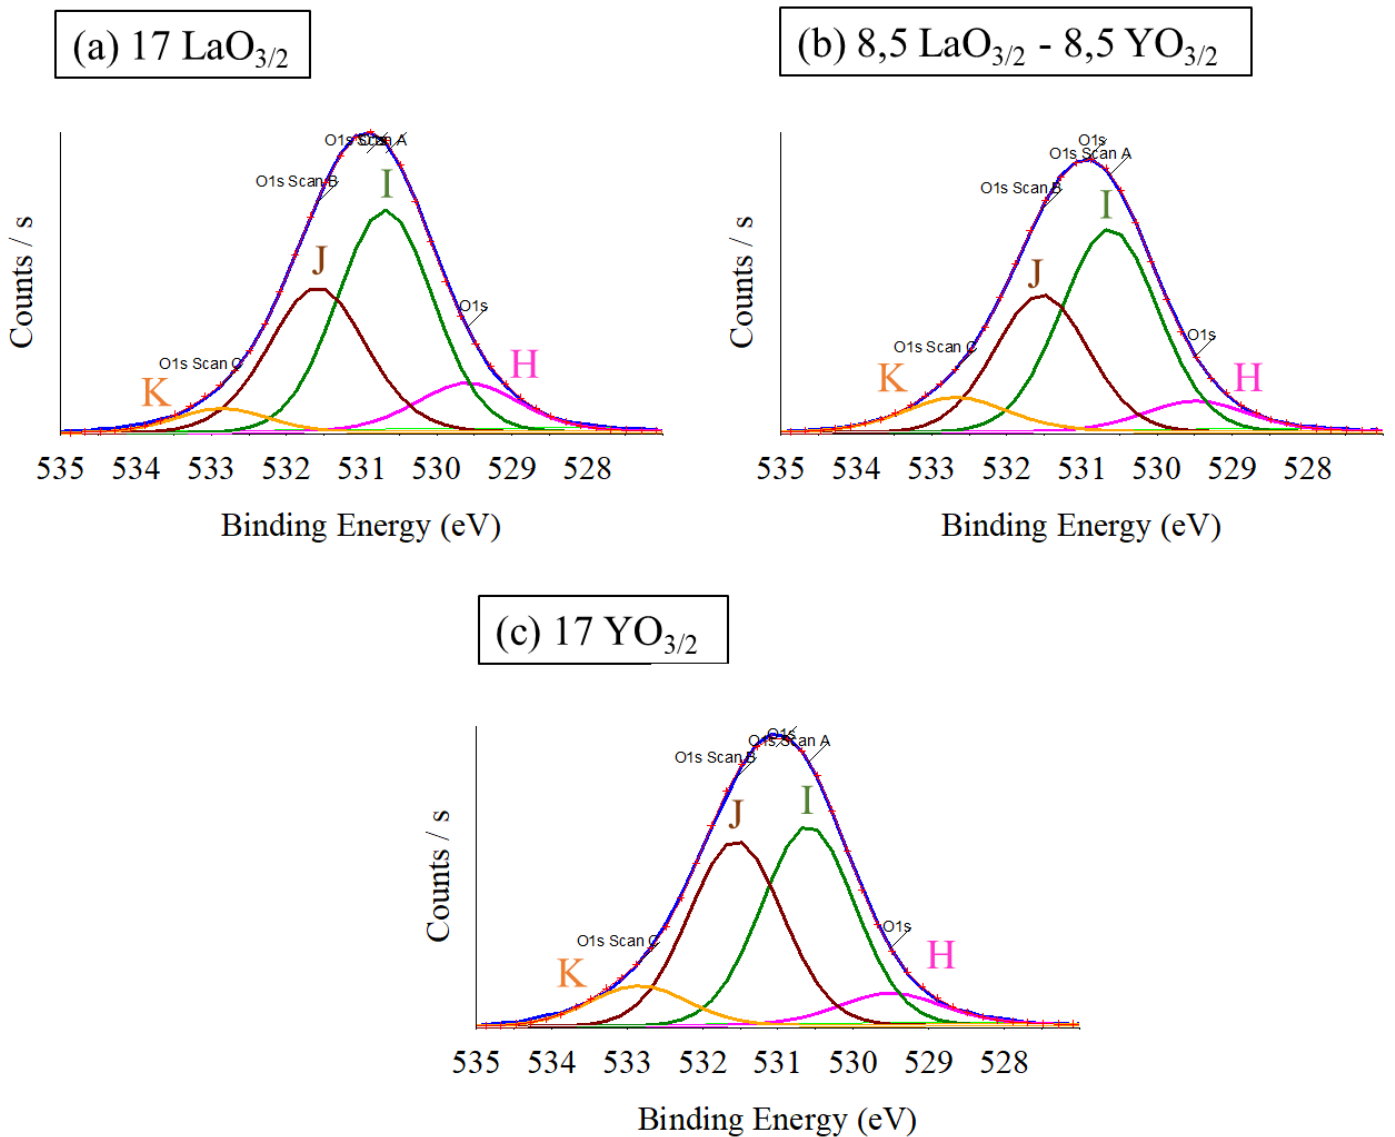 (a) 17 LaO3/2
(b) 8,5 LaO3/2 - 8,5 YO3/2
O1s Scan A
O1s
O1s Scan B
I
J
O1s
O1s Scan C
K
H
Counts / s
535 534 533 532 531 530 529 528
Binding Energy (eV)
O1s
O1s Scan A
O1s Scan B
I
J
O1s
O1s Scan C
K
H
Counts / s
535 534 533 532 531 530 529 528
Binding Energy (eV)
(c) 17 YO3/2
O1s
O1s Scan A
O1s Scan B
J
I
O1s
O1s Scan C
K
H
Counts / s
535 534 533 532 531 530 529 528
Binding Energy (eV)